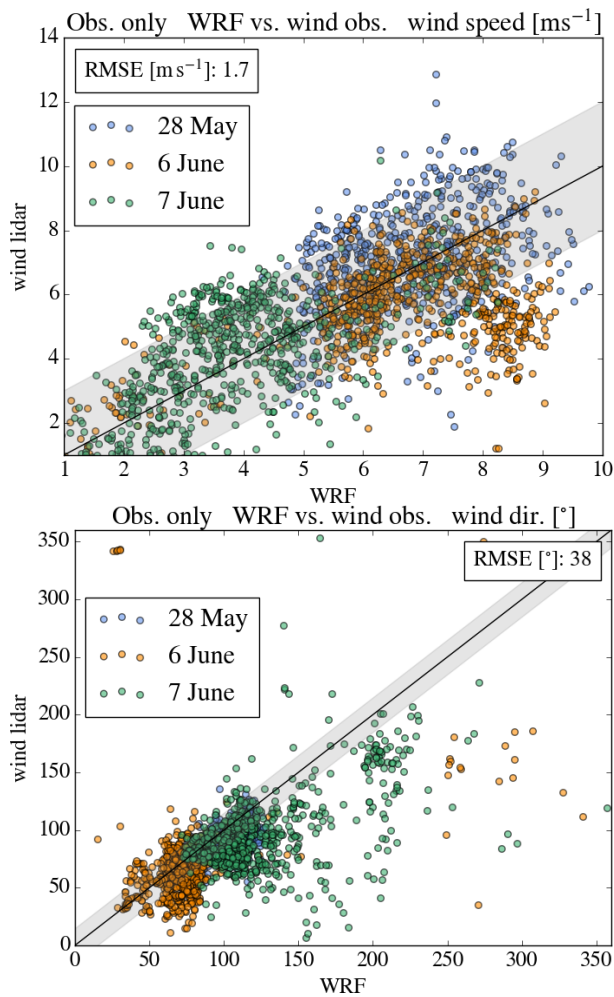 Obs. only WRF vs. wind obs. wind speed [ms⁻¹]
14
RMSE [m s⁻¹]: 1.7
12
28 May
6 June
10
7 June
8
wind lidar
6
4
2
1 2 3 4 5 6 7 8 9 10
WRF
Obs. only WRF vs. wind obs. wind dir. [°]
350
RMSE [°]: 38
300
28 May
6 June
250
7 June
200
wind lidar
150
100
50
0
0 50 100 150 200 250 300 350
WRF